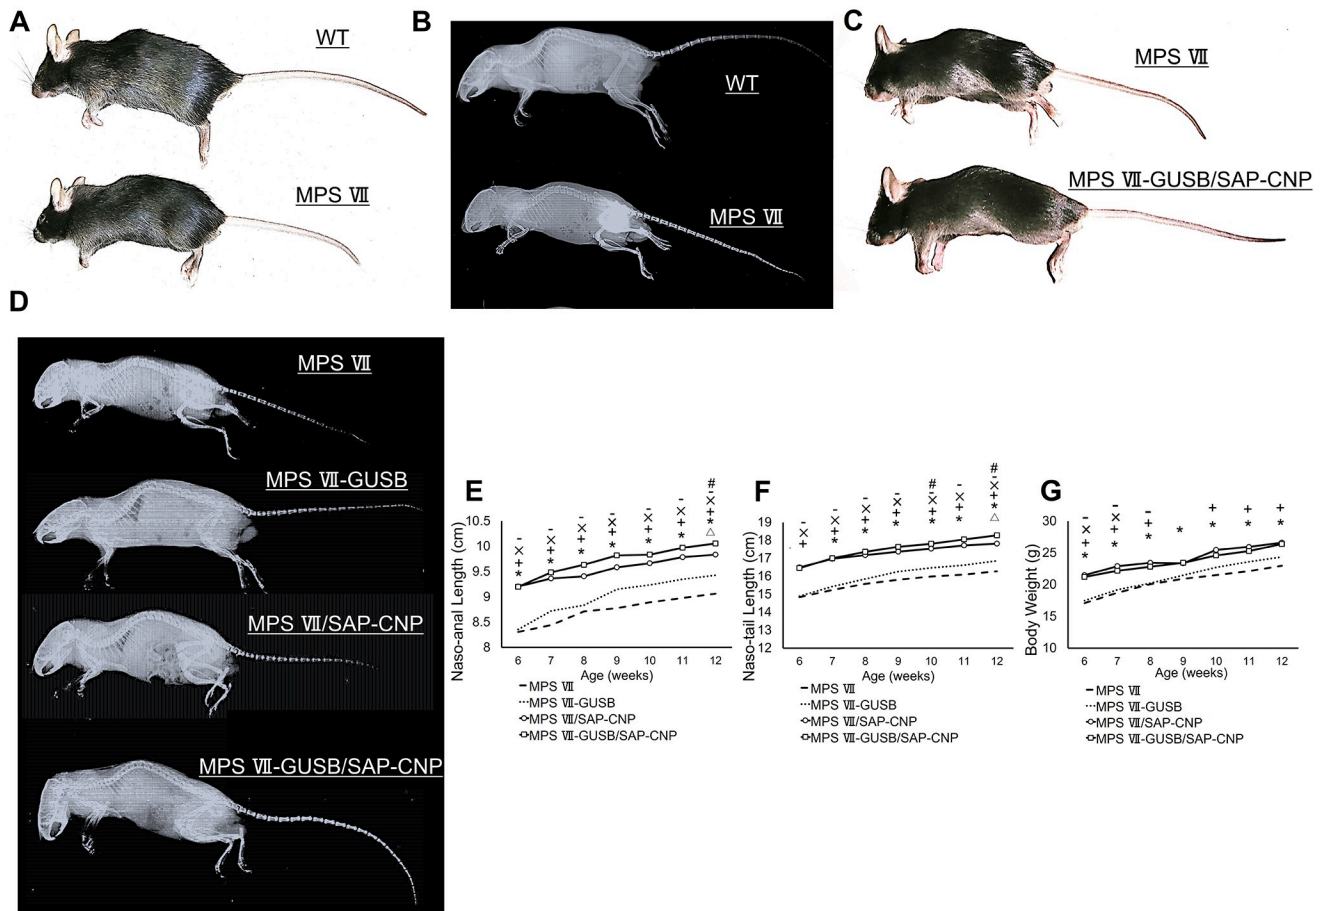 A
WT
MPS Ⅶ
B
WT
MPS Ⅶ
C
MPS Ⅶ
MPS Ⅶ-GUSB/SAP-CNP
D
MPS Ⅶ
MPS Ⅶ-GUSB
MPS Ⅶ/SAP-CNP
MPS Ⅶ-GUSB/SAP-CNP
E
#
- - - - - - -
× × × × × × ×
+ + + + + + +
* * * * * * *
△
Naso-anal Length (cm)
10.5
10
9.5
9
8.5
8
6 7 8 9 10 11 12
Age (weeks)
MPS Ⅶ
MPS Ⅶ-GUSB
MPS Ⅶ/SAP-CNP
MPS Ⅶ-GUSB/SAP-CNP
F
# #
- - - - - - -
× × × × × × ×
+ + + + + + +
* * * * * *
△
Naso-tail Length (cm)
19
18
17
16
15
14
13
12
6 7 8 9 10 11 12
Age (weeks)
MPS Ⅶ
MPS Ⅶ-GUSB
MPS Ⅶ/SAP-CNP
MPS Ⅶ-GUSB/SAP-CNP
G
- - -
× ×
+ + + + + +
* * * * * * *
Body Weight (g)
30
25
20
15
10
6 7 8 9 10 11 12
Age (weeks)
MPS Ⅶ
MPS Ⅶ-GUSB
MPS Ⅶ/SAP-CNP
MPS Ⅶ-GUSB/SAP-CNP